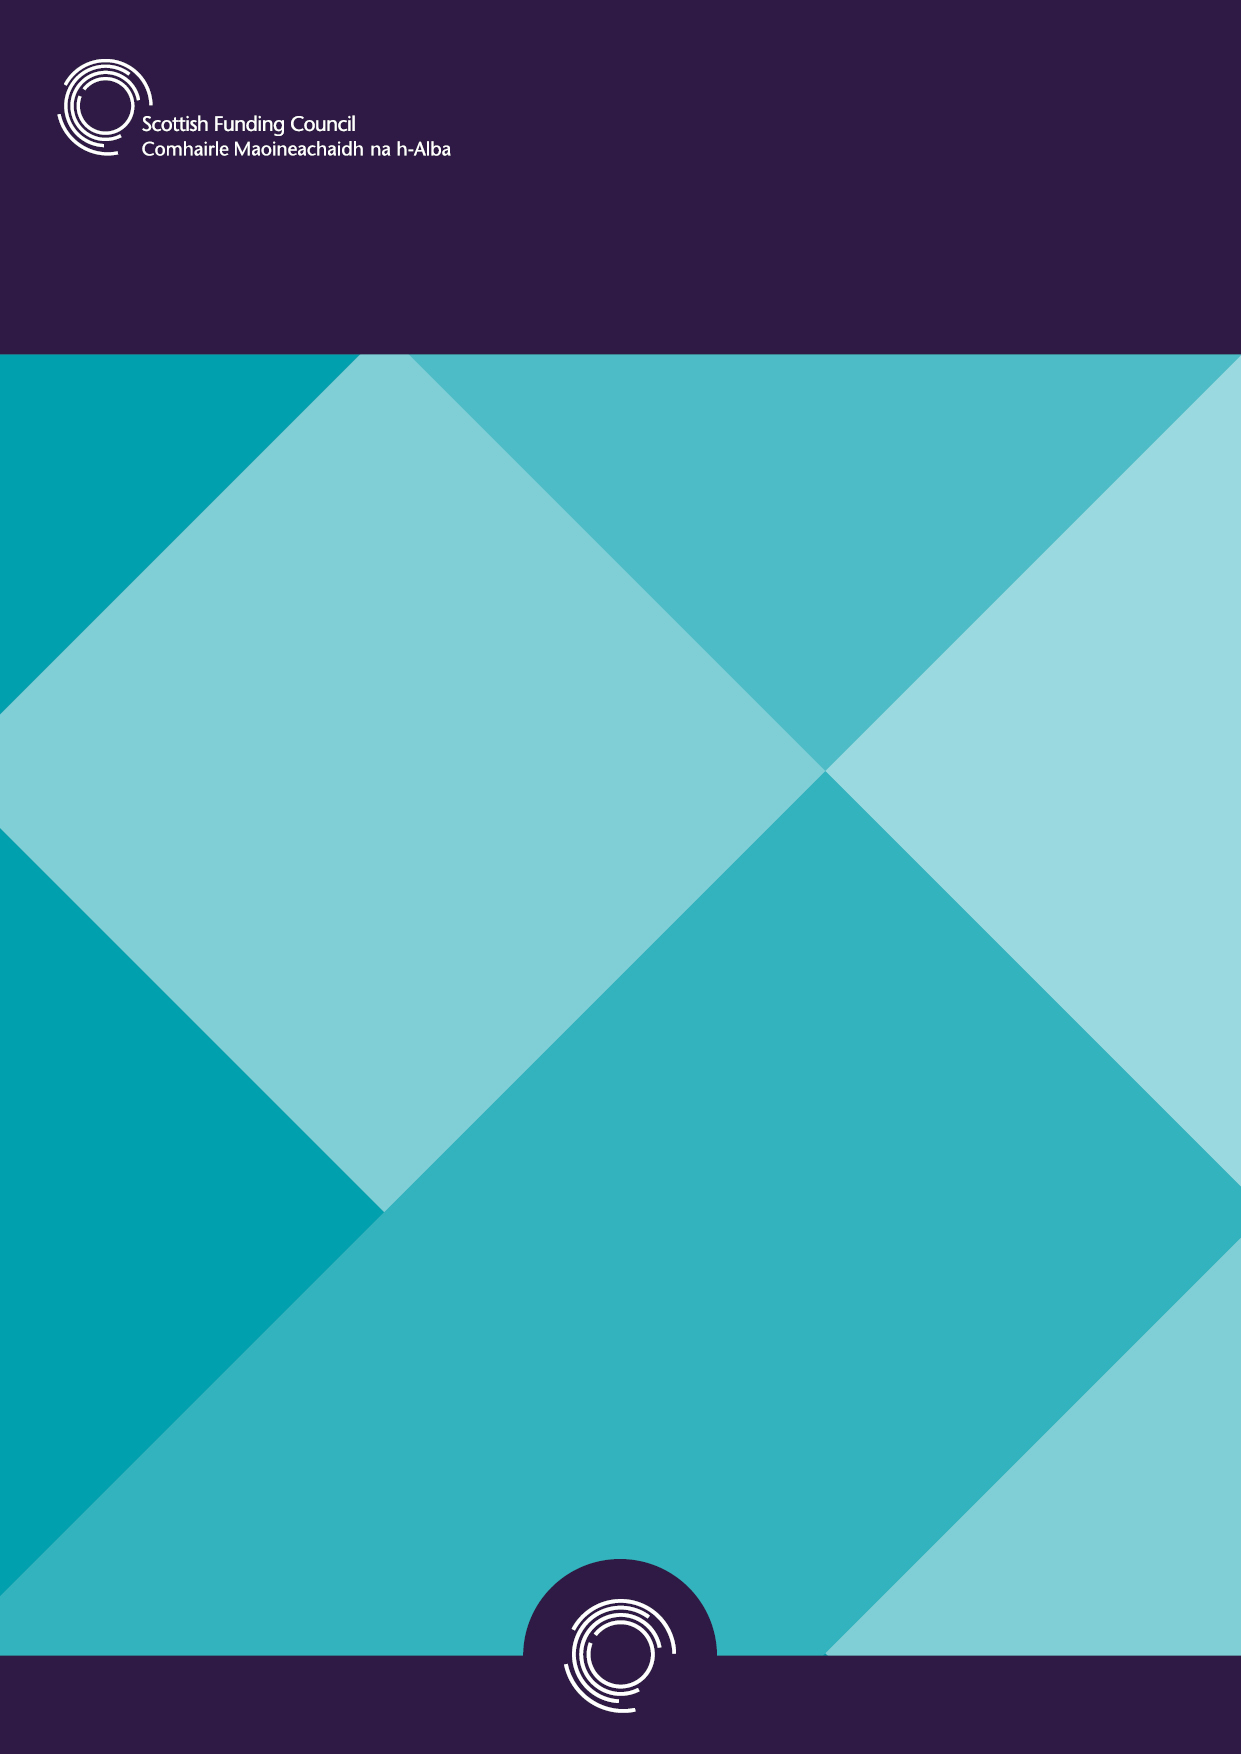 Scottish Funding Council
Comhairle Maoineachaidh na h-Alba